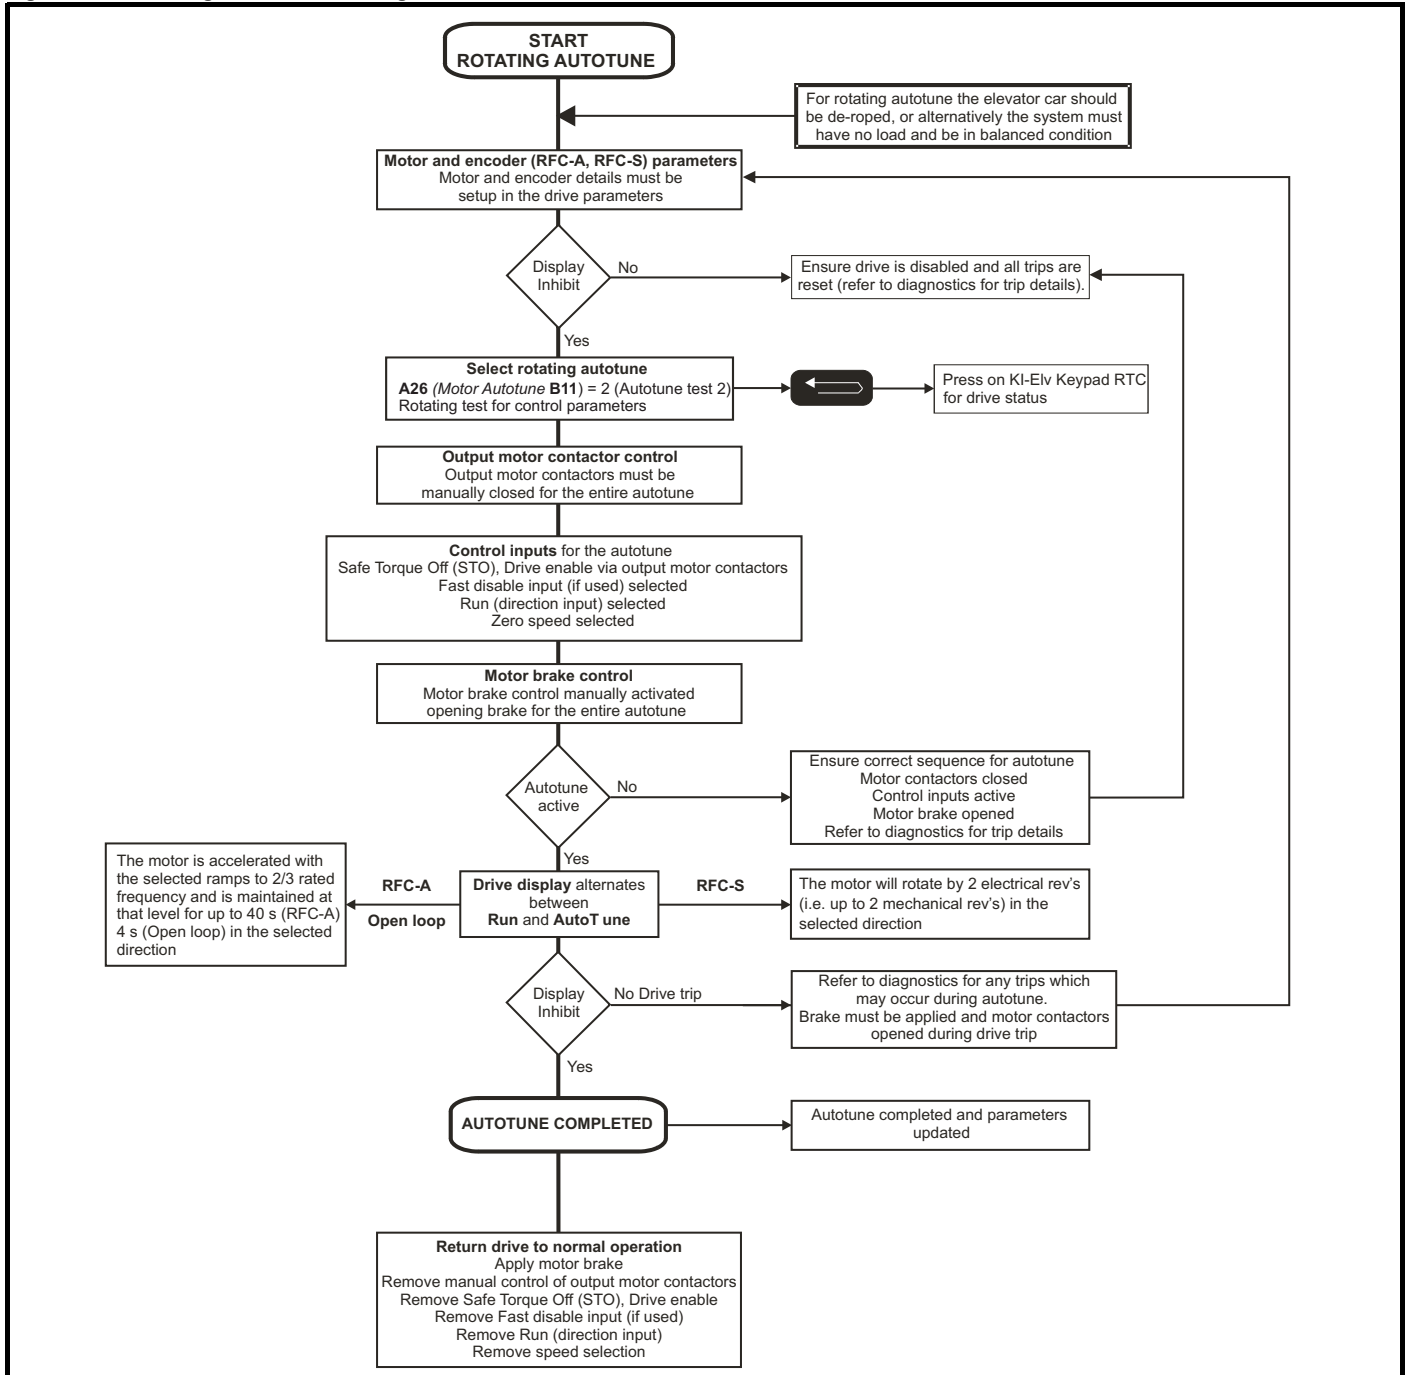 START
ROTATING AUTOTUNE
For rotating autotune the elevator car should
be de-roped, or alternatively the system must
have no load and be in balanced condition
Motor and encoder (RFC-A, RFC-S) parameters
Motor and encoder details must be
setup in the drive parameters
Display
Inhibit
No
Ensure drive is disabled and all trips are
reset (refer to diagnostics for trip details).
Yes
Select rotating autotune
A26 (Motor Autotune B11) = 2 (Autotune test 2)
Rotating test for control parameters
Press on KI-Elv Keypad RTC
for drive status
Output motor contactor control
Output motor contactors must be
manually closed for the entire autotune
Control inputs for the autotune
Safe Torque Off (STO), Drive enable via output motor contactors
Fast disable input (if used) selected
Run (direction input) selected
Zero speed selected
Motor brake control
Motor brake control manually activated
opening brake for the entire autotune
Autotune
active
No
Ensure correct sequence for autotune
Motor contactors closed
Control inputs active
Motor brake opened
Refer to diagnostics for trip details
Yes
The motor is accelerated with
the selected ramps to 2/3 rated
frequency and is maintained at
that level for up to 40 s (RFC-A)
4 s (Open loop) in the selected
direction
RFC-A
Open loop
Drive display alternates
between
Run and AutoT une
RFC-S
The motor will rotate by 2 electrical rev's
(i.e. up to 2 mechanical rev's) in the
selected direction
Display
Inhibit
No Drive trip
Refer to diagnostics for any trips which
may occur during autotune.
Brake must be applied and motor contactors
opened during drive trip
Yes
AUTOTUNE COMPLETED
Autotune completed and parameters
updated
Return drive to normal operation
Apply motor brake
Remove manual control of output motor contactors
Remove Safe Torque Off (STO), Drive enable
Remove Fast disable input (if used)
Remove Run (direction input)
Remove speed selection